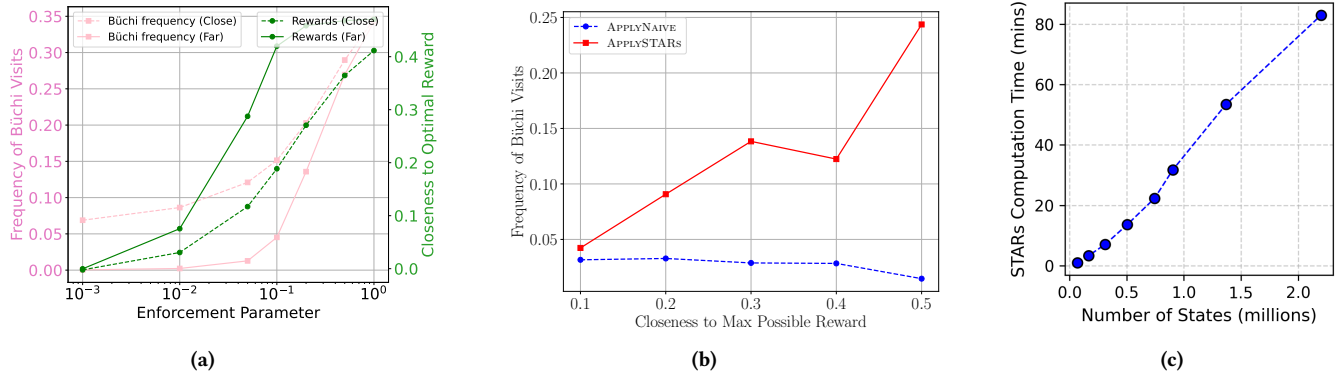 Büchi frequency (Close)
Büchi frequency (Far)
Rewards (Close)
Rewards (Far)
Frequency of Büchi Visits
0.35
0.30
0.25
0.20
0.15
0.10
0.05
0.00
Closeness to Optimal Reward
0.4
0.3
0.2
0.1
0.0
10⁻³
10⁻²
10⁻¹
10⁰
Enforcement Parameter
(a)
ApplyNaive
ApplySTARs
Frequency of Büchi Visits
0.25
0.20
0.15
0.10
0.05
0.1
0.2
0.3
0.4
0.5
Closeness to Max Possible Reward
(b)
STARs Computation Time (mins)
80
60
40
20
0
0.0
0.5
1.0
1.5
2.0
Number of States (millions)
(c)